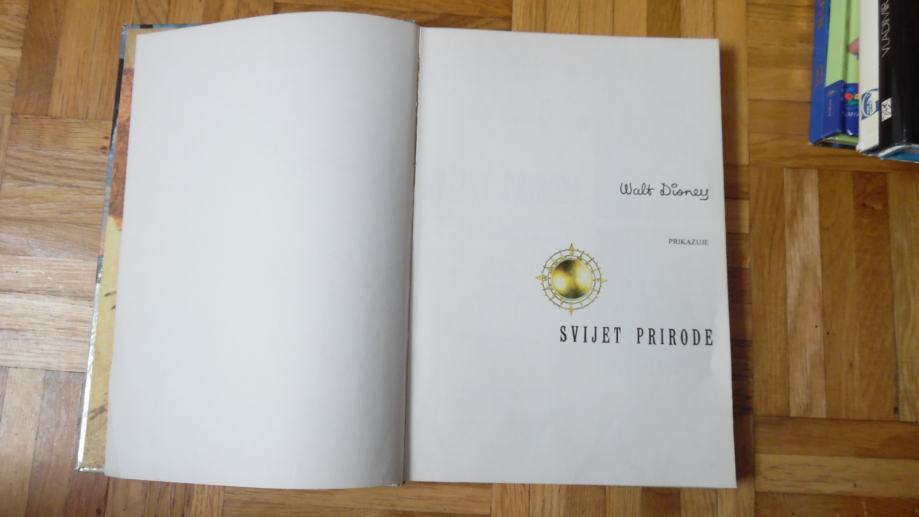 Walt Disney
PRIKAZUJE
SVIJET PRIRODE